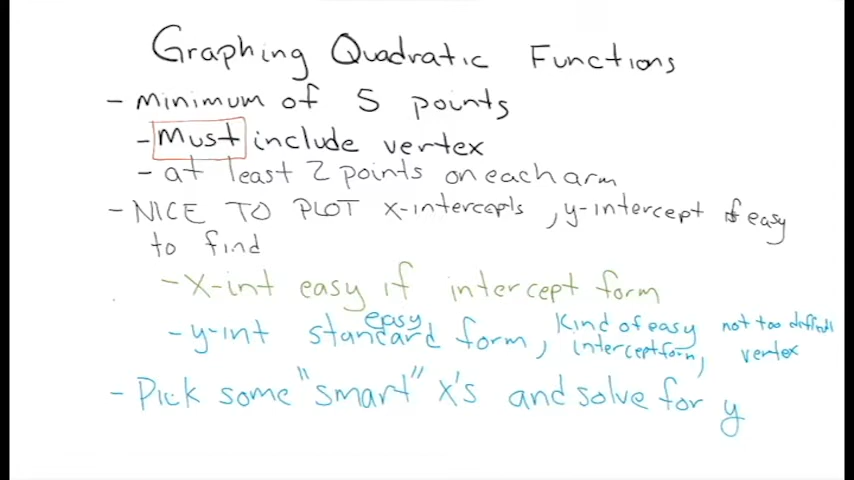 Graphing Quadratic Functions
- minimum of 5 points
- Must include vertex
- at least 2 points on each arm
- NICE TO PLOT x-intercepts, y-intercept if easy
to find
- x-int easy if intercept form
- y-int easy standard form, kind of easy intercept form, not too difficult vertex
- Pick some "smart" x's and solve for y